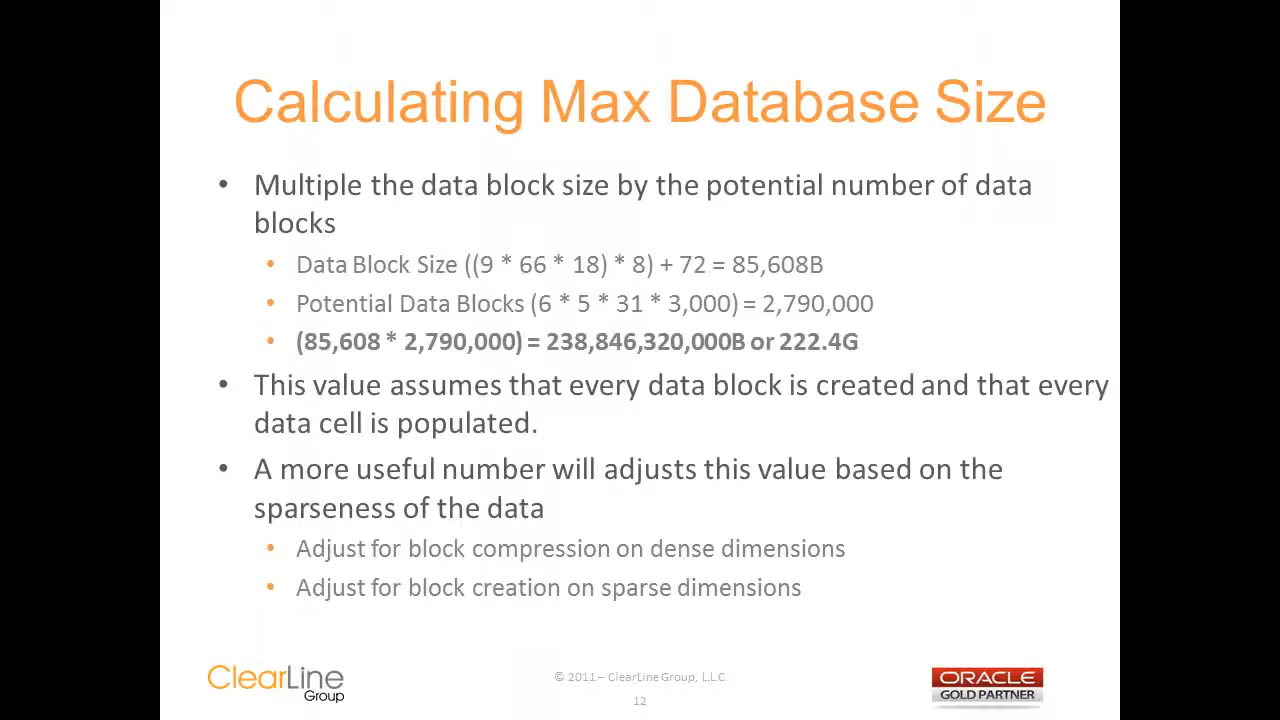 Calculating Max Database Size
• Multiple the data block size by the potential number of data
blocks
• Data Block Size ((9 * 66 * 18) * 8) + 72 = 85,608B
• Potential Data Blocks (6 * 5 * 31 * 3,000) = 2,790,000
• (85,608 * 2,790,000) = 238,846,320,000B or 222.4G
• This value assumes that every data block is created and that every
data cell is populated.
• A more useful number will adjusts this value based on the
sparseness of the data
• Adjust for block compression on dense dimensions
• Adjust for block creation on sparse dimensions
ClearLine
Group
© 2011 – ClearLine Group, L.L.C.
12
ORACLE
GOLD PARTNER